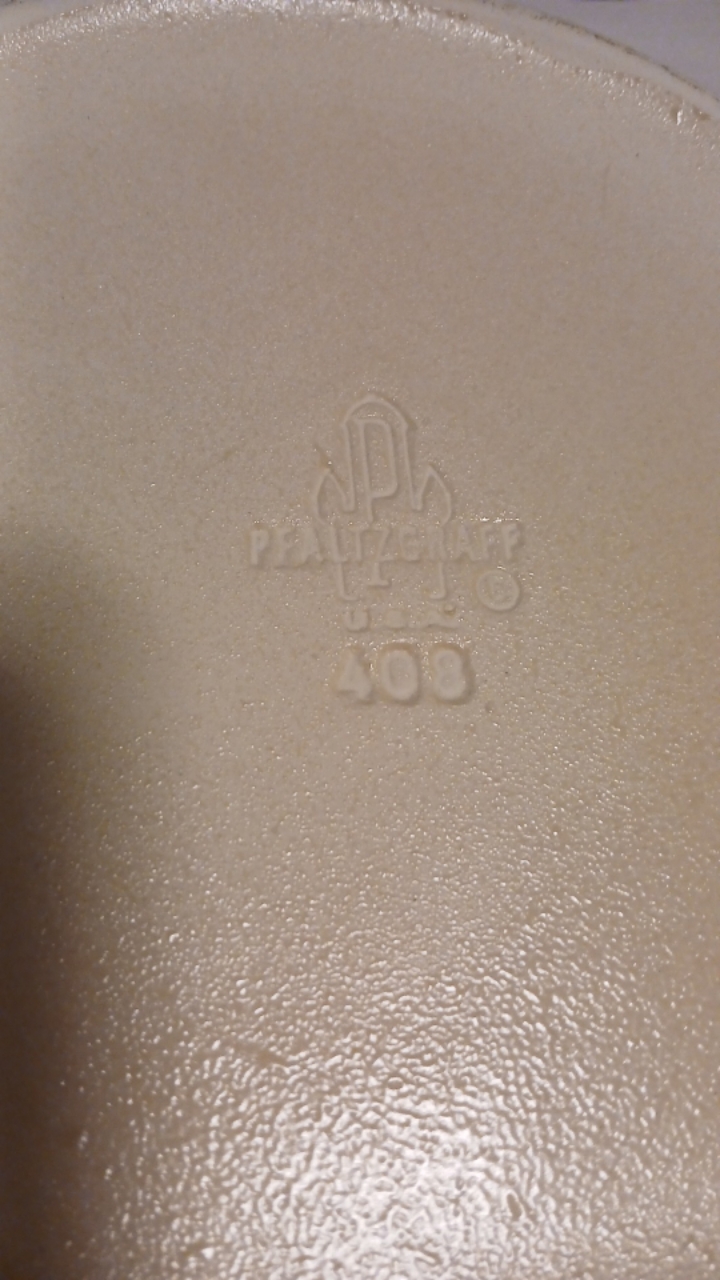 P
PFALTZGRAFF
®
U.S.A.
408